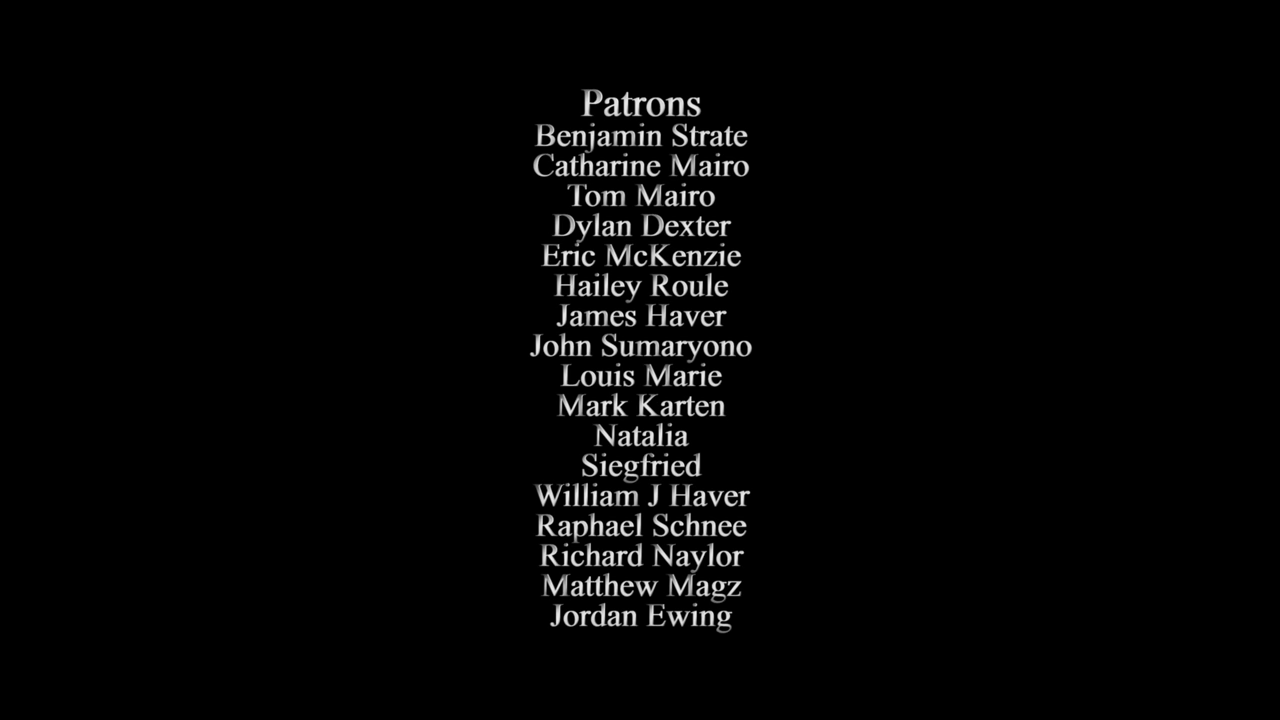 Patrons
Benjamin Strate
Catharine Mairo
Tom Mairo
Dylan Dexter
Eric McKenzie
Hailey Roule
James Haver
John Sumaryono
Louis Marie
Mark Karten
Natalia
Siegfried
William J Haver
Raphael Schnee
Richard Naylor
Matthew Magz
Jordan Ewing